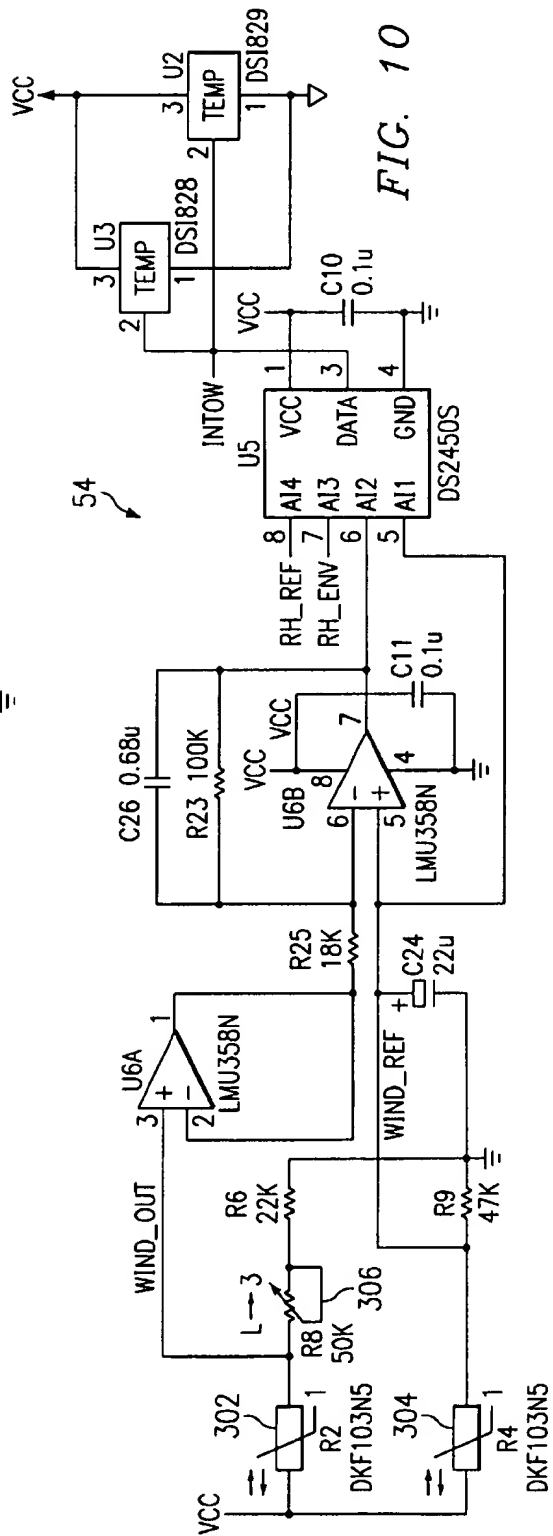 VCC
302
R2
DKF103N5
1
304
R4
DKF103N5
1
WIND_OUT
L
3
R8
50K
306
R6
22K
R9
47K
3
2
+
−
1
U6A
LMU358N
WIND_REF
+
C24
22u
R25
18K
C26 0.68u
R23 100K
VCC
VCC
8
U6B
6
5
−
+
7
4
LMU358N
C11
0.1u
54
RH_REF
RH_ENV
8
7
6
5
U5
AI4
AI3
AI2
AI1
VCC
DATA
GND
DS2450S
1
3
4
VCC
C10
0.1u
INTOW
VCC
U3
3
TEMP
2
1
DSI828
U2
3
TEMP
2
1
DSI829
FIG. 10